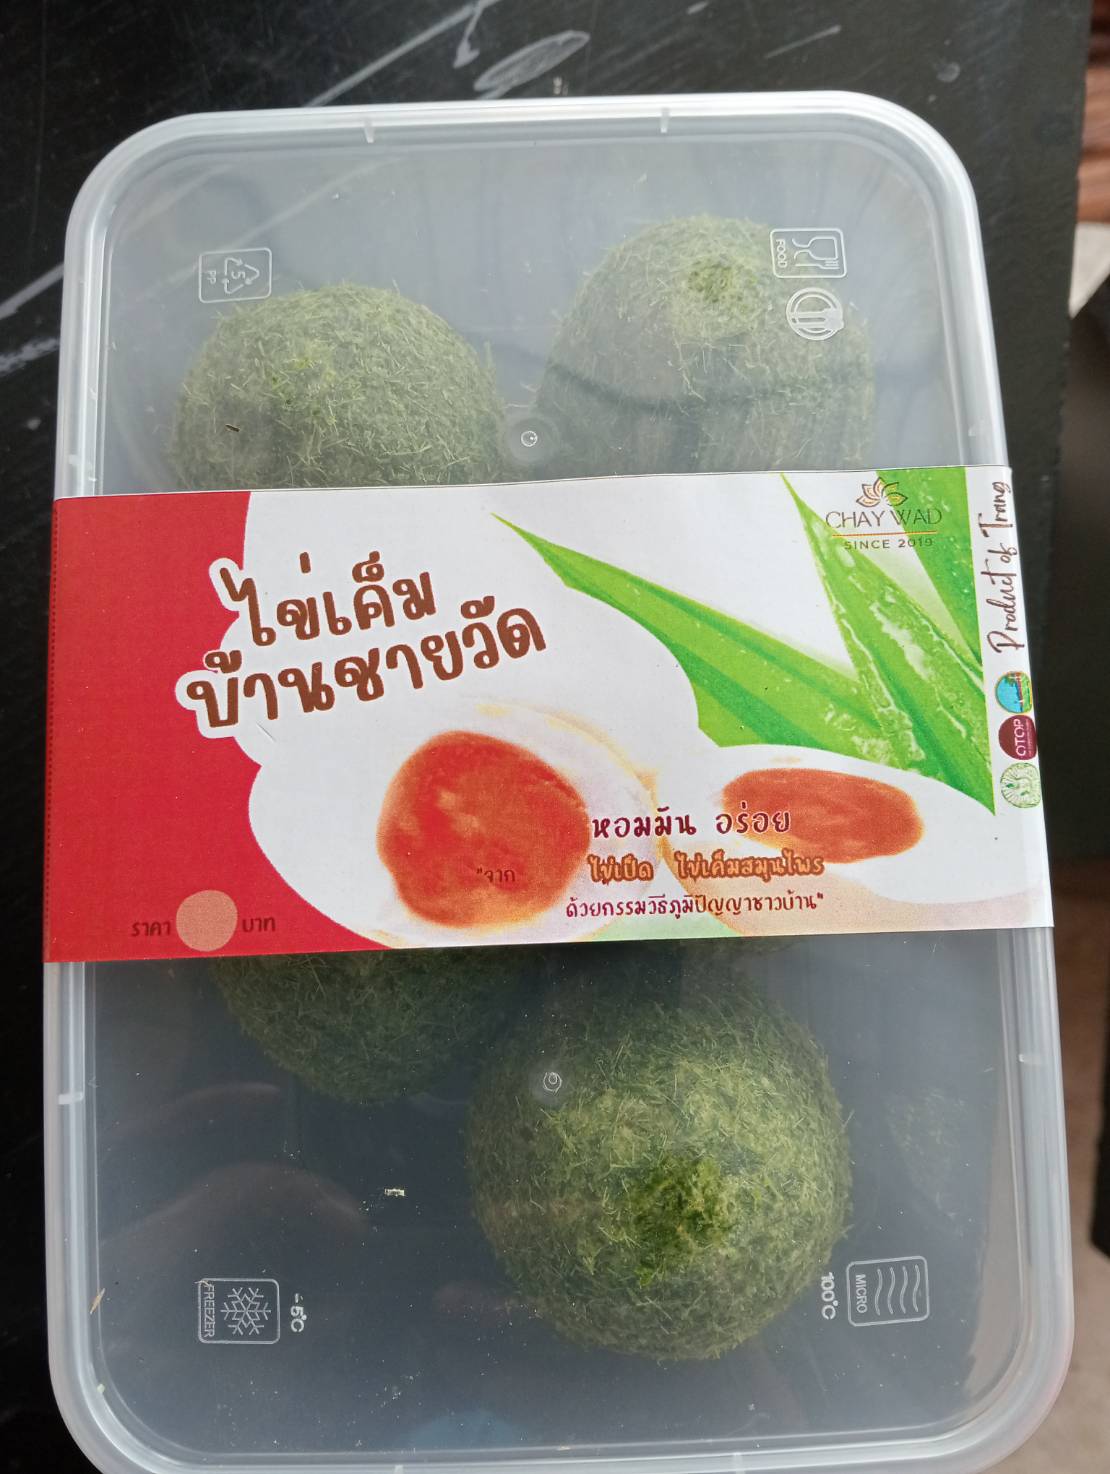 PP
5
FOOD
CHAY WAD
SINCE 2019
Product of Trang
ไข่เค็ม
บ้านชายวัด
OTOP
หอมมัน อร่อย
"จาก ไข่เป็ด ไข่เค็มสมุนไพร
ด้วยกรรมวิธีภูมิปัญญาชาวบ้าน"
ราคา บาท
FREEZER
-5°C
100°C
MICRO